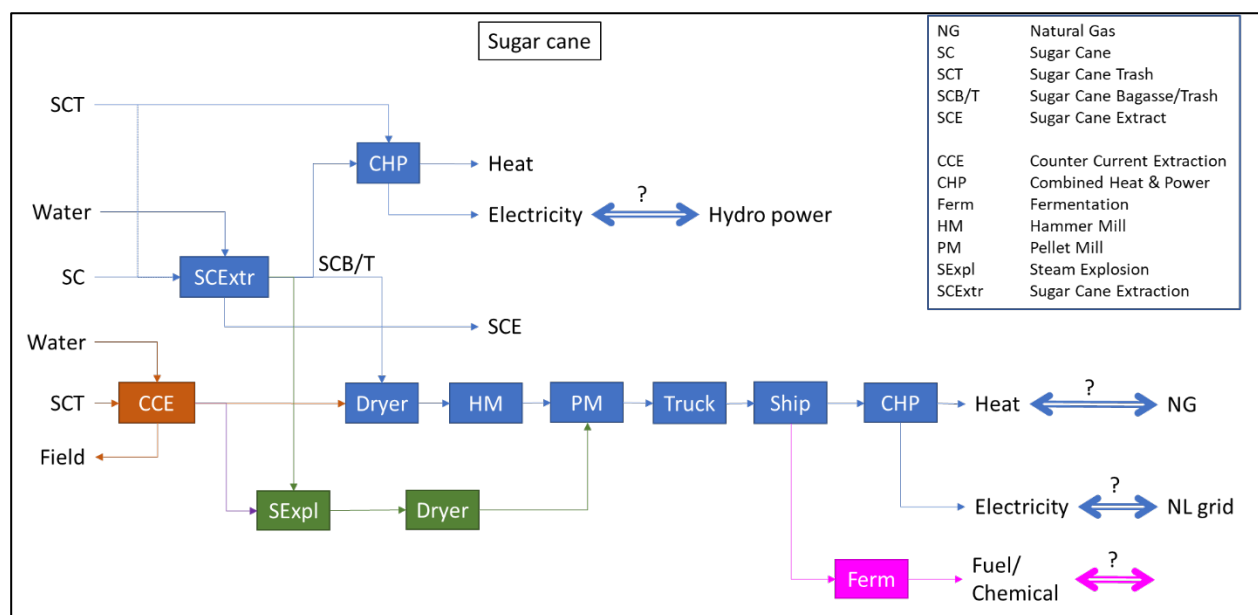 Sugar cane
NG Natural Gas
SC Sugar Cane
SCT Sugar Cane Trash
SCB/T Sugar Cane Bagasse/Trash
SCE Sugar Cane Extract
CCE Counter Current Extraction
CHP Combined Heat & Power
Ferm Fermentation
HM Hammer Mill
PM Pellet Mill
SExpl Steam Explosion
SCExtr Sugar Cane Extraction
SCT
CHP Heat
?
Water Electricity Hydro power
SCB/T
SC SCExtr
SCE
Water
?
SCT CCE Dryer HM PM Truck Ship CHP Heat NG
Field
?
SExpl Dryer Electricity NL grid
?
Ferm Fuel/
Chemical